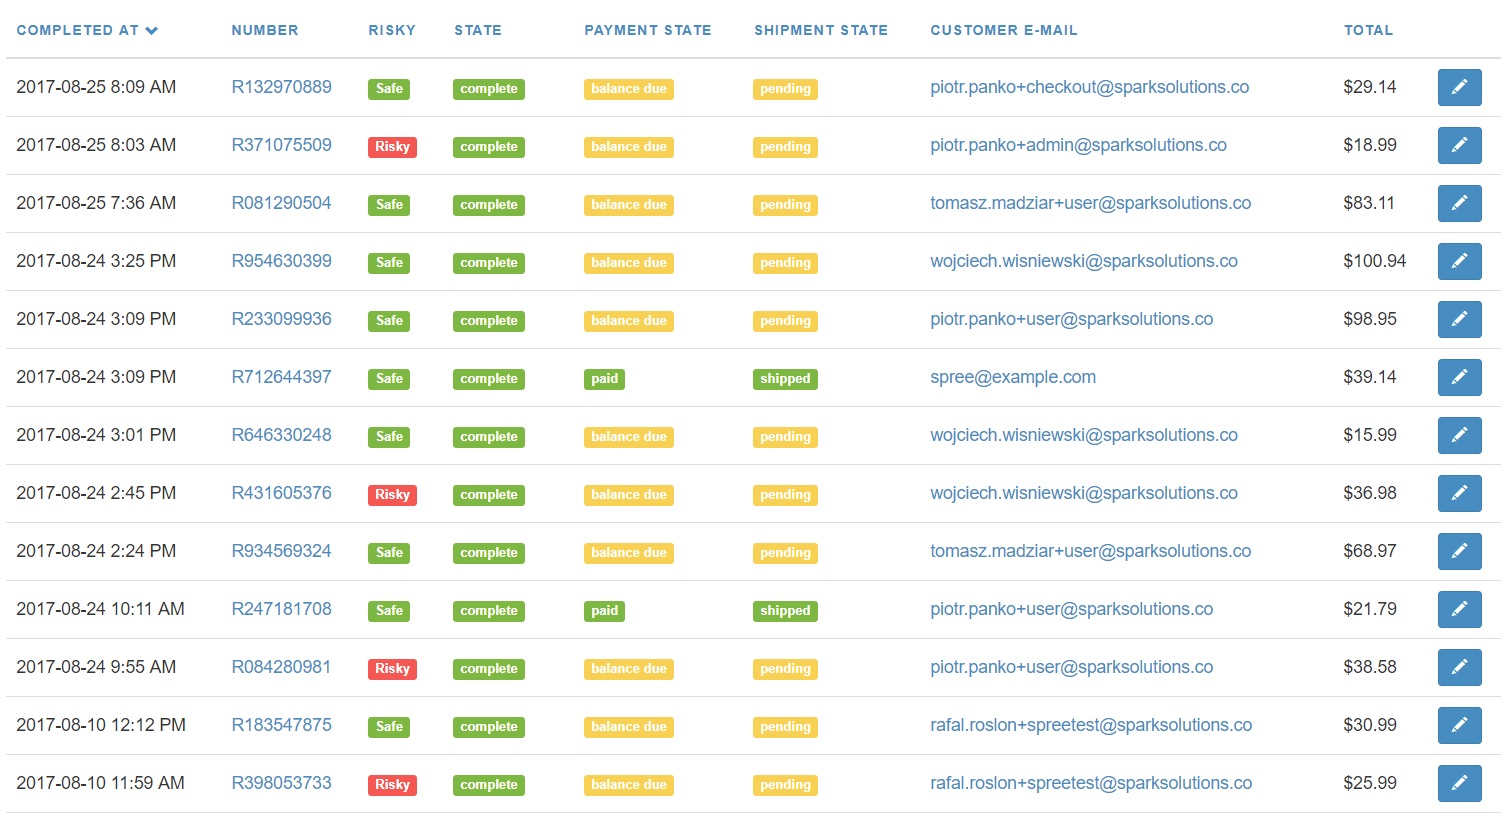 COMPLETED AT NUMBER RISKY STATE PAYMENT STATE SHIPMENT STATE CUSTOMER E-MAIL TOTAL
2017-08-25 8:09 AM R132970889 Safe complete balance due pending piotr.panko+checkout@sparksolutions.co $29.14
2017-08-25 8:03 AM R371075509 Risky complete balance due pending piotr.panko+admin@sparksolutions.co $18.99
2017-08-25 7:36 AM R081290504 Safe complete balance due pending tomasz.madziar+user@sparksolutions.co $83.11
2017-08-24 3:25 PM R954630399 Safe complete balance due pending wojciech.wisniewski@sparksolutions.co $100.94
2017-08-24 3:09 PM R233099936 Safe complete balance due pending piotr.panko+user@sparksolutions.co $98.95
2017-08-24 3:09 PM R712644397 Safe complete paid shipped spree@example.com $39.14
2017-08-24 3:01 PM R646330248 Safe complete balance due pending wojciech.wisniewski@sparksolutions.co $15.99
2017-08-24 2:45 PM R431605376 Risky complete balance due pending wojciech.wisniewski@sparksolutions.co $36.98
2017-08-24 2:24 PM R934569324 Safe complete balance due pending tomasz.madziar+user@sparksolutions.co $68.97
2017-08-24 10:11 AM R247181708 Safe complete paid shipped piotr.panko+user@sparksolutions.co $21.79
2017-08-24 9:55 AM R084280981 Risky complete balance due pending piotr.panko+user@sparksolutions.co $38.58
2017-08-10 12:12 PM R183547875 Safe complete balance due pending rafal.roslon+spreetest@sparksolutions.co $30.99
2017-08-10 11:59 AM R398053733 Risky complete balance due pending rafal.roslon+spreetest@sparksolutions.co $25.99